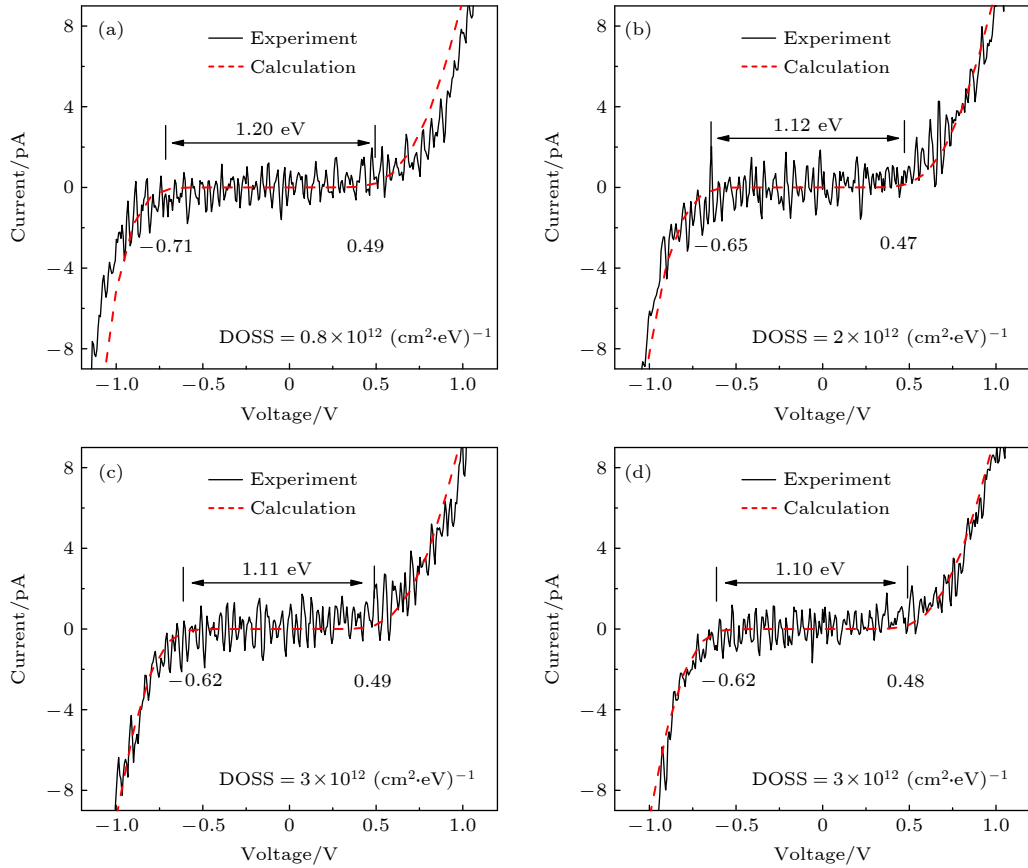 (a)
Experiment
Calculation
1.20 eV
−0.71
0.49
DOSS = 0.8×10¹² (cm²·eV)⁻¹
8
4
0
−4
−8
Current/pA
−1.0 −0.5 0 0.5 1.0
Voltage/V
(b)
Experiment
Calculation
1.12 eV
−0.65
0.47
DOSS = 2×10¹² (cm²·eV)⁻¹
8
4
0
−4
−8
Current/pA
−1.0 −0.5 0 0.5 1.0
Voltage/V
(c)
Experiment
Calculation
1.11 eV
−0.62
0.49
DOSS = 3×10¹² (cm²·eV)⁻¹
8
4
0
−4
−8
Current/pA
−1.0 −0.5 0 0.5 1.0
Voltage/V
(d)
Experiment
Calculation
1.10 eV
−0.62
0.48
DOSS = 3×10¹² (cm²·eV)⁻¹
8
4
0
−4
−8
Current/pA
−1.0 −0.5 0 0.5 1.0
Voltage/V